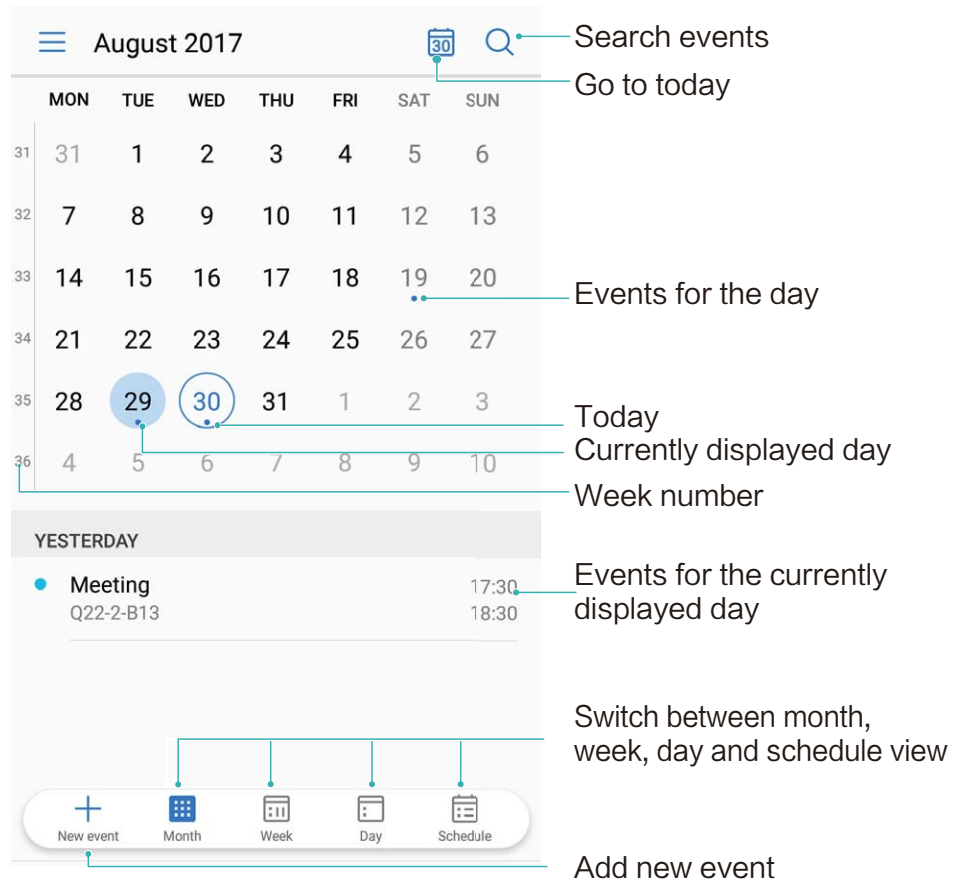 August 2017
30
Search events
Go to today
MON TUE WED THU FRI SAT SUN
31 31 1 2 3 4 5 6
32 7 8 9 10 11 12 13
33 14 15 16 17 18 19 20
Events for the day
34 21 22 23 24 25 26 27
35 28 29 30 31 1 2 3
Today
Currently displayed day
36 4 5 6 7 8 9 10
Week number
YESTERDAY
Meeting 17:30
Q22-2-B13 18:30
Events for the currently
displayed day
Switch between month,
week, day and schedule view
New event Month Week Day Schedule
Add new event